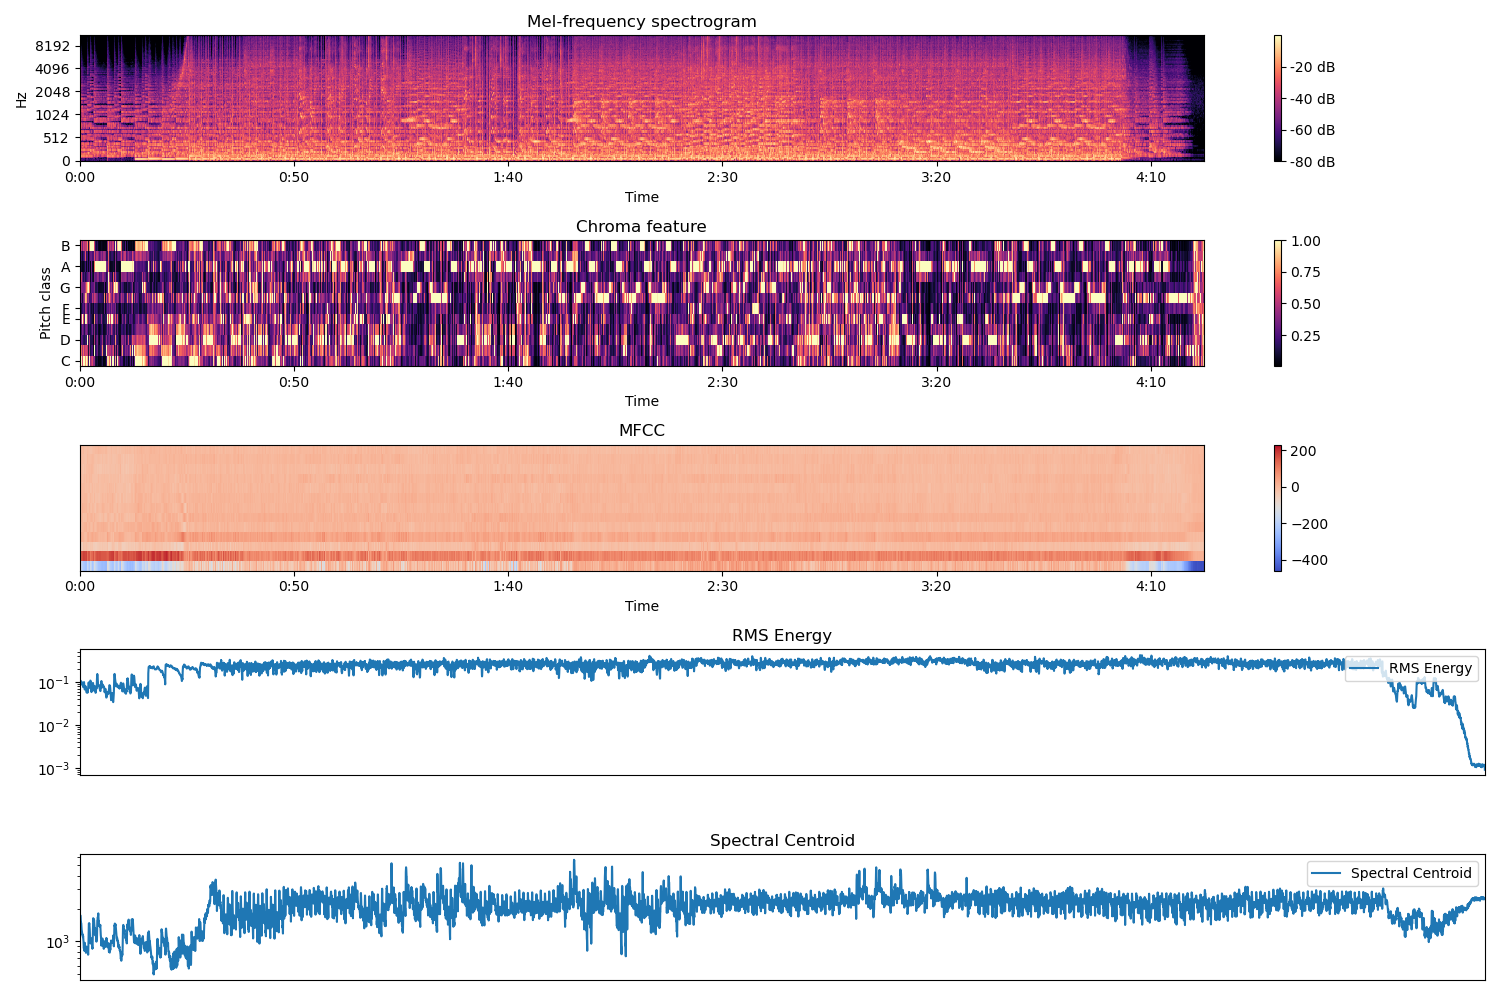 Mel-frequency spectrogram
8192
4096
2048
1024
512
0
Hz
0:00 0:50 1:40 2:30 3:20 4:10
Time
-20 dB
-40 dB
-60 dB
-80 dB
Chroma feature
B
A
G
F
E
D
C
Pitch class
0:00 0:50 1:40 2:30 3:20 4:10
Time
1.00
0.75
0.50
0.25
MFCC
0:00 0:50 1:40 2:30 3:20 4:10
Time
200
0
−200
−400
RMS Energy
10⁻¹
10⁻²
10⁻³
RMS Energy
Spectral Centroid
10³
Spectral Centroid